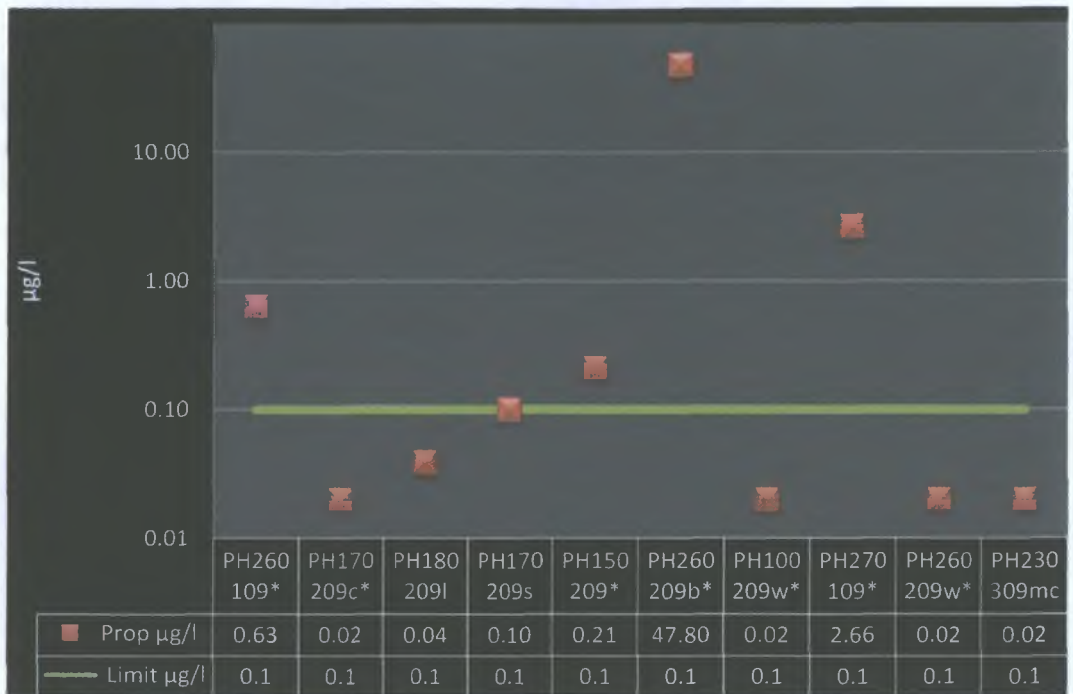 µg/l
10.00
1.00
0.10
0.01
PH260 PH170 PH180 PH170 PH150 PH260 PH100 PH270 PH260 PH230
109* 209c* 209l 209s 209* 209b* 209w* 109* 209w* 309mc
Prop µg/l 0.63 0.02 0.04 0.10 0.21 47.80 0.02 2.66 0.02 0.02
Limit µg/l 0.1 0.1 0.1 0.1 0.1 0.1 0.1 0.1 0.1 0.1